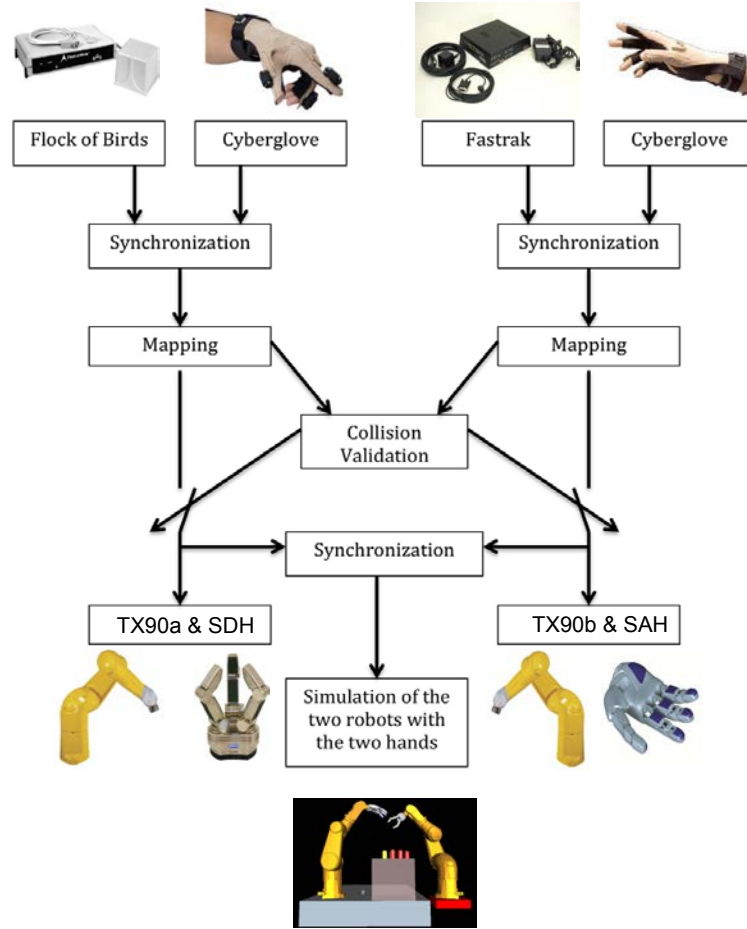 Flock of Birds
Cyberglove
Fastrak
Cyberglove
Synchronization
Synchronization
Mapping
Mapping
Collision
Validation
Synchronization
TX90a & SDH
TX90b & SAH
Simulation of the
two robots with
the two hands